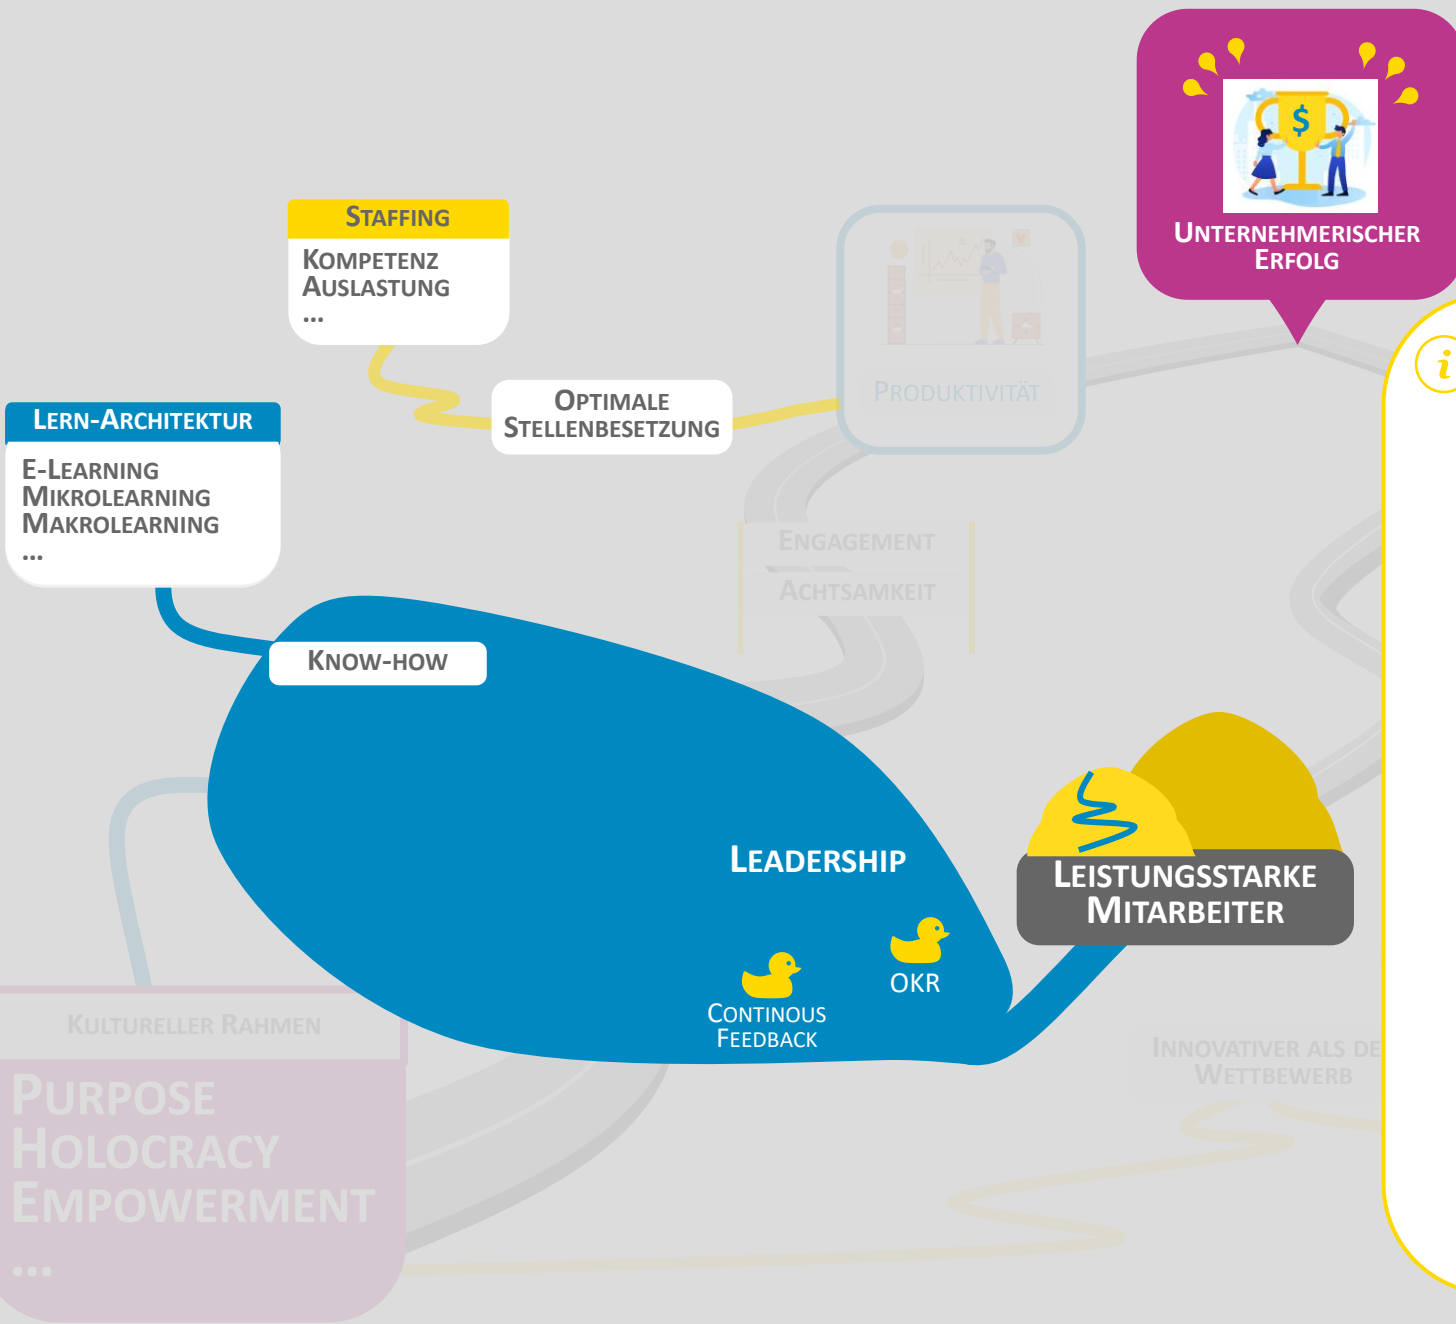 $
UNTERNEHMERISCHER
ERFOLG
STAFFING
KOMPETENZ
AUSLASTUNG
...
PRODUKTIVITÄT
i
OPTIMALE
STELLENBESETZUNG
LERN-ARCHITEKTUR
E-LEARNING
MIKROLEARNING
MAKROLEARNING
...
ENGAGEMENT
ACHTSAMKEIT
KNOW-HOW
LEADERSHIP
LEISTUNGSSTARKE
MITARBEITER
OKR
CONTINOUS
FEEDBACK
KULTURELLER RAHMEN
PURPOSE
HOLOCRACY
EMPOWERMENT
...
INNOVATIVER ALS DE
WETTBEWERB